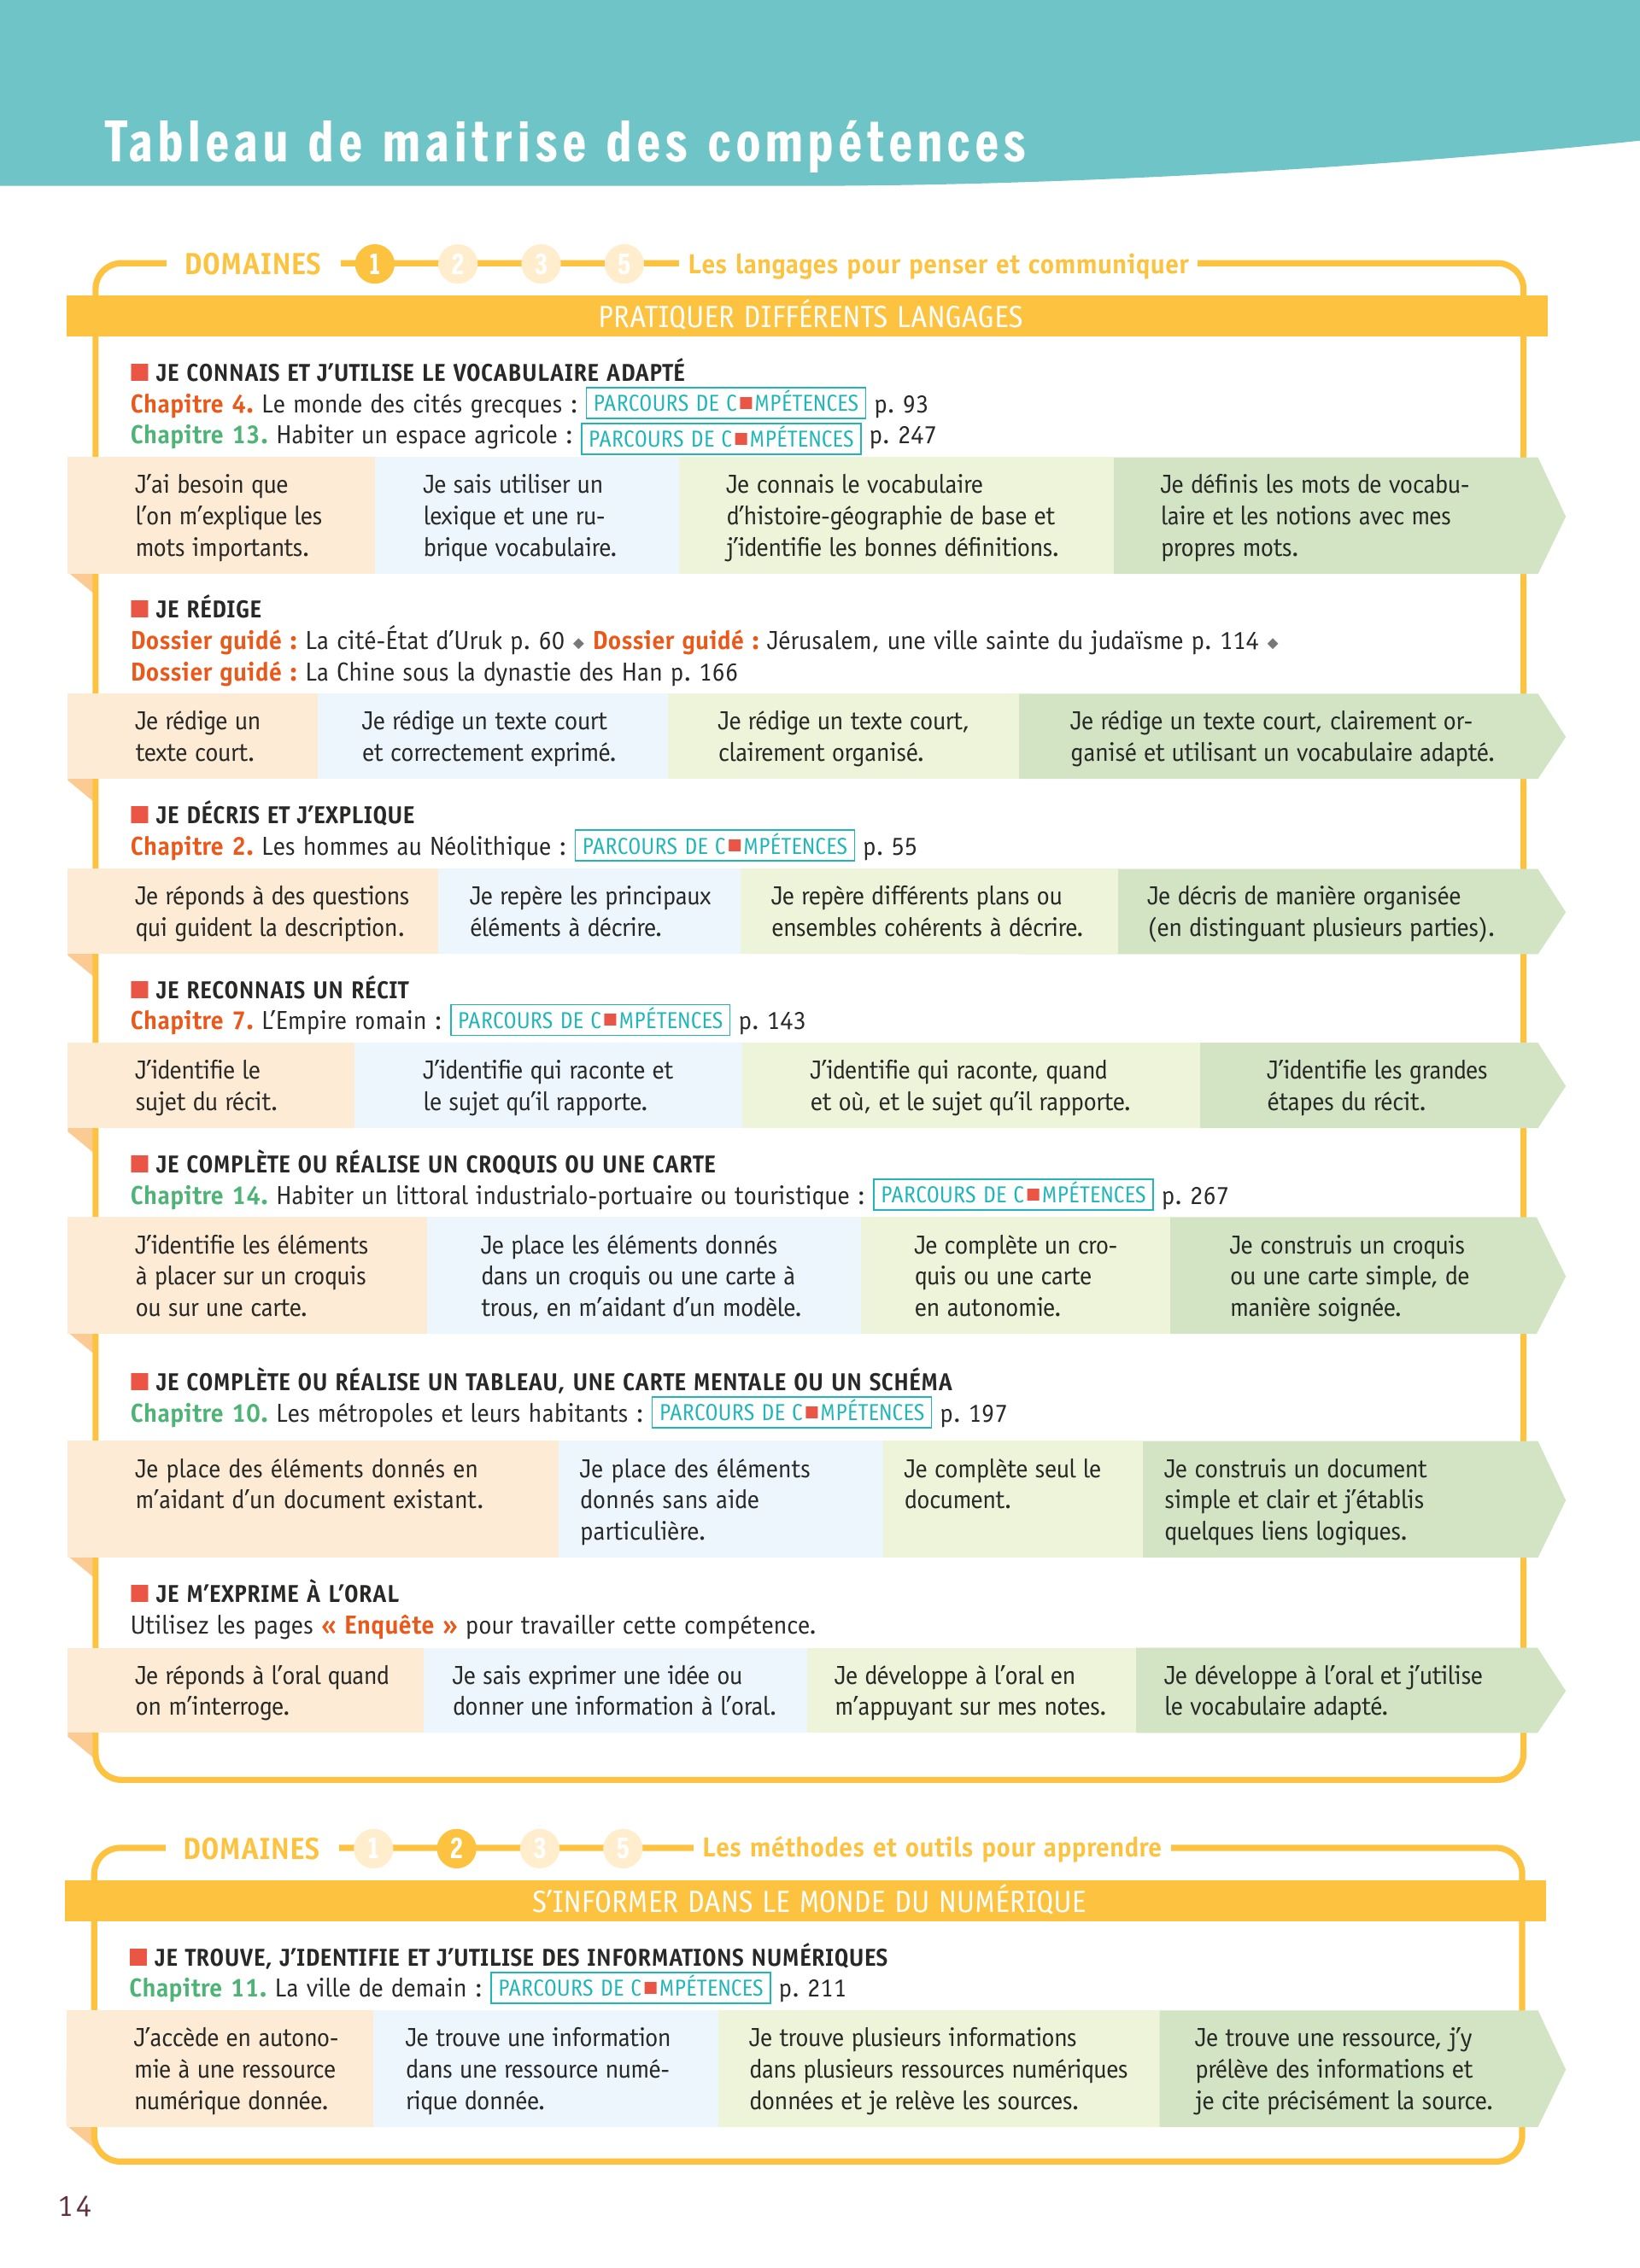 Tableau de maitrise des compétences
DOMAINES 1 2 3 5 Les langages pour penser et communiquer
PRATIQUER DIFFÉRENTS LANGAGES
■ JE CONNAIS ET J’UTILISE LE VOCABULAIRE ADAPTÉ
Chapitre 4. Le monde des cités grecques : PARCOURS DE C■MPÉTENCES p. 93
Chapitre 13. Habiter un espace agricole : PARCOURS DE C■MPÉTENCES p. 247
J’ai besoin que
l’on m’explique les
mots importants.
Je sais utiliser un
lexique et une ru-
brique vocabulaire.
Je connais le vocabulaire
d’histoire-géographie de base et
j’identifie les bonnes définitions.
Je définis les mots de vocabu-
laire et les notions avec mes
propres mots.
■ JE RÉDIGE
Dossier guidé : La cité-État d’Uruk p. 60 ◆ Dossier guidé : Jérusalem, une ville sainte du judaïsme p. 114 ◆
Dossier guidé : La Chine sous la dynastie des Han p. 166
Je rédige un
texte court.
Je rédige un texte court
et correctement exprimé.
Je rédige un texte court,
clairement organisé.
Je rédige un texte court, clairement or-
ganisé et utilisant un vocabulaire adapté.
■ JE DÉCRIS ET J’EXPLIQUE
Chapitre 2. Les hommes au Néolithique : PARCOURS DE C■MPÉTENCES p. 55
Je réponds à des questions
qui guident la description.
Je repère les principaux
éléments à décrire.
Je repère différents plans ou
ensembles cohérents à décrire.
Je décris de manière organisée
(en distinguant plusieurs parties).
■ JE RECONNAIS UN RÉCIT
Chapitre 7. L’Empire romain : PARCOURS DE C■MPÉTENCES p. 143
J’identifie le
sujet du récit.
J’identifie qui raconte et
le sujet qu’il rapporte.
J’identifie qui raconte, quand
et où, et le sujet qu’il rapporte.
J’identifie les grandes
étapes du récit.
■ JE COMPLÈTE OU RÉALISE UN CROQUIS OU UNE CARTE
Chapitre 14. Habiter un littoral industrialo-portuaire ou touristique : PARCOURS DE C■MPÉTENCES p. 267
J’identifie les éléments
à placer sur un croquis
ou sur une carte.
Je place les éléments donnés
dans un croquis ou une carte à
trous, en m’aidant d’un modèle.
Je complète un cro-
quis ou une carte
en autonomie.
Je construis un croquis
ou une carte simple, de
manière soignée.
■ JE COMPLÈTE OU RÉALISE UN TABLEAU, UNE CARTE MENTALE OU UN SCHÉMA
Chapitre 10. Les métropoles et leurs habitants : PARCOURS DE C■MPÉTENCES p. 197
Je place des éléments donnés en
m’aidant d’un document existant.
Je place des éléments
donnés sans aide
particulière.
Je complète seul le
document.
Je construis un document
simple et clair et j’établis
quelques liens logiques.
■ JE M’EXPRIME À L’ORAL
Utilisez les pages « Enquête » pour travailler cette compétence.
Je réponds à l’oral quand
on m’interroge.
Je sais exprimer une idée ou
donner une information à l’oral.
Je développe à l’oral en
m’appuyant sur mes notes.
Je développe à l’oral et j’utilise
le vocabulaire adapté.
DOMAINES 1 2 3 5 Les méthodes et outils pour apprendre
S’INFORMER DANS LE MONDE DU NUMÉRIQUE
■ JE TROUVE, J’IDENTIFIE ET J’UTILISE DES INFORMATIONS NUMÉRIQUES
Chapitre 11. La ville de demain : PARCOURS DE C■MPÉTENCES p. 211
J’accède en autono-
mie à une ressource
numérique donnée.
Je trouve une information
dans une ressource numé-
rique donnée.
Je trouve plusieurs informations
dans plusieurs ressources numériques
données et je relève les sources.
Je trouve une ressource, j’y
prélève des informations et
je cite précisément la source.
14